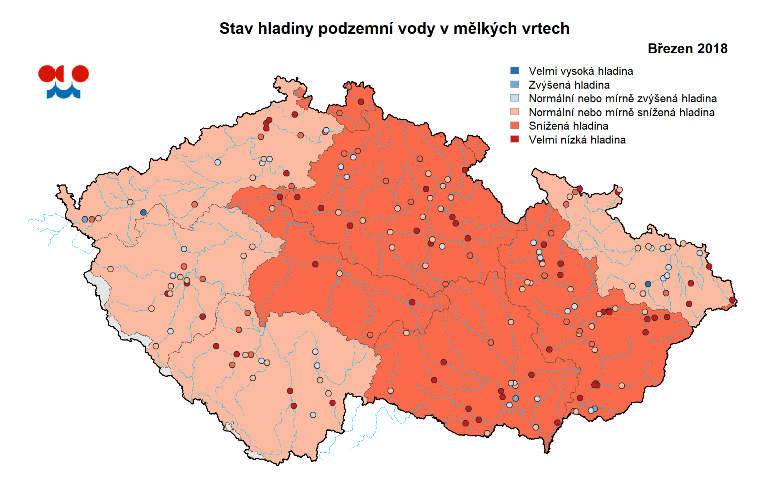 Stav hladiny podzemní vody v mělkých vrtech
Březen 2018
Velmi vysoká hladina
Zvýšená hladina
Normální nebo mírně zvýšená hladina
Normální nebo mírně snížená hladina
Snížená hladina
Velmi nízká hladina